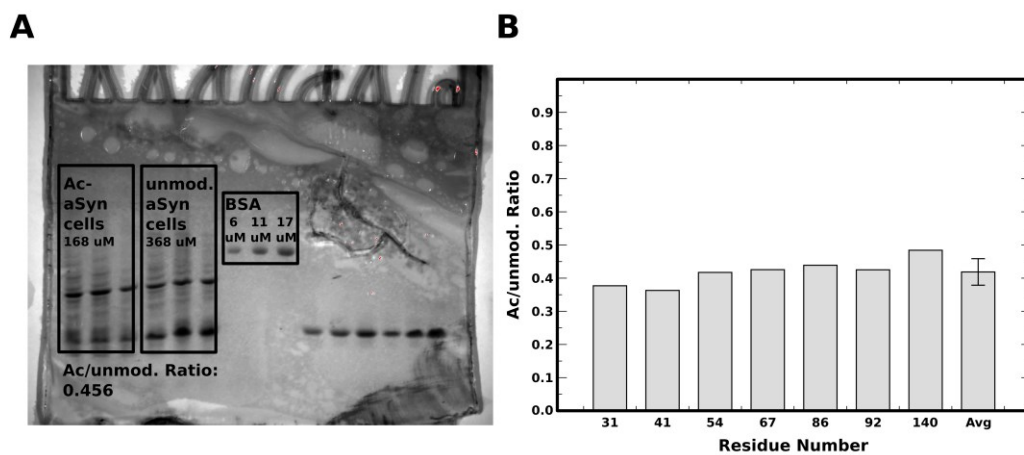 A
B
Ac-
aSyn
cells
168 uM
unmod.
aSyn
cells
368 uM
BSA
6 11 17
uM uM uM
Ac/unmod. Ratio:
0.456
Ac/unmod. Ratio
0.9
0.8
0.7
0.6
0.5
0.4
0.3
0.2
0.1
0.0
31 41 54 67 86 92 140 Avg
Residue Number